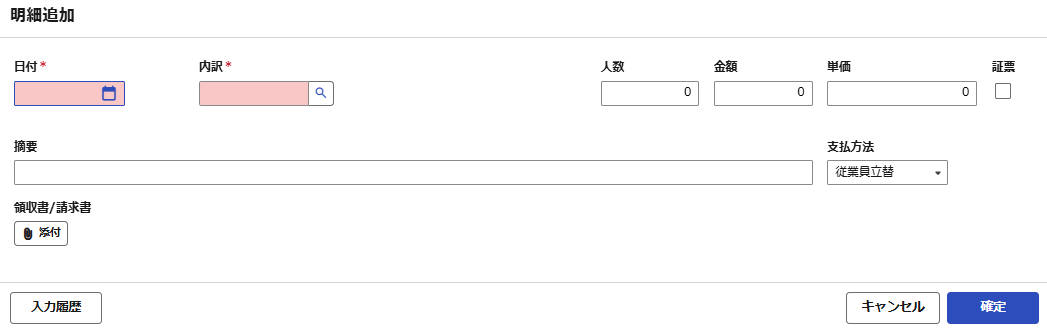 明細追加
日付* 内訳* 人数 金額 単価 証票
0 0 0
摘要 支払方法
従業員立替
領収書/請求書
添付
入力履歴 キャンセル 確定